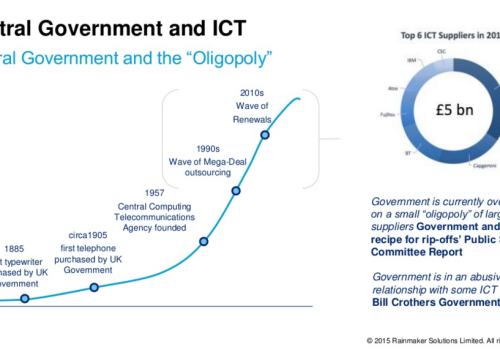 tral Government and ICT
ral Government and the “Oligopoly”
Top 6 ICT Suppliers in 201
CSC
IBM
Atos
Fujitsu
BT
Capgemini
£5 bn
2010s
Wave of
Renewals
1990s
Wave of Mega-Deal
outsourcing
1957
Central Computing
Telecommunications
Agency founded
circa1905
first telephone
purchased by UK
Government
1885
t typewriter
hased by UK
overnment
Government is currently ove
on a small “oligopoly” of larg
suppliers Government and
recipe for rip-offs’ Public S
Committee Report
Government is in an abusiv
relationship with some ICT
Bill Crothers Government
© 2015 Rainmaker Solutions Limited. All rig